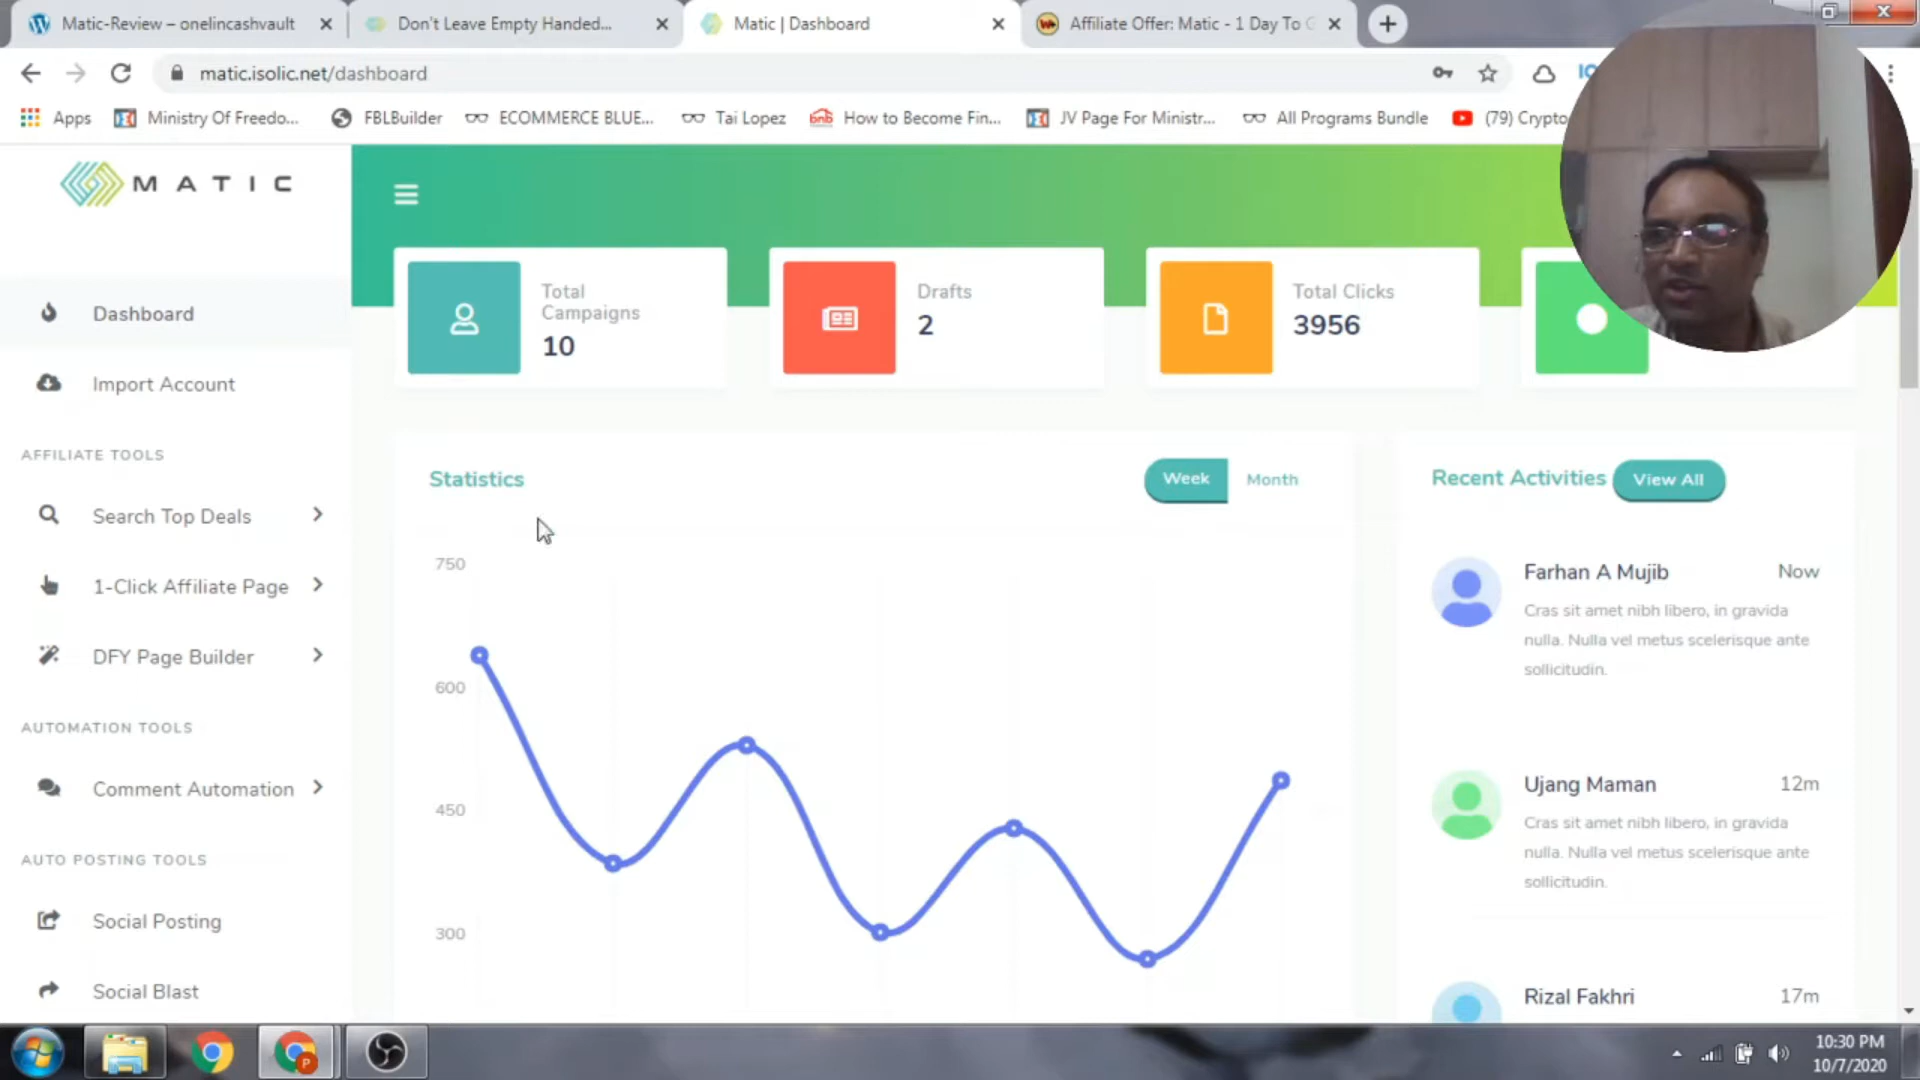 Matic-Review – onelincashvault
Don't Leave Empty Handed...
Matic | Dashboard
Affiliate Offer: Matic - 1 Day To G
matic.isolic.net/dashboard
Apps
Ministry Of Freedo...
FBLBuilder
ECOMMERCE BLUE...
Tai Lopez
How to Become Fin...
JV Page For Ministr...
All Programs Bundle
(79) Crypto
MATIC
Dashboard
Import Account
AFFILIATE TOOLS
Search Top Deals
1-Click Affiliate Page
DFY Page Builder
AUTOMATION TOOLS
Comment Automation
AUTO POSTING TOOLS
Social Posting
Social Blast
Total
Campaigns
10
Drafts
2
Total Clicks
3956
Statistics
Week
Month
750
600
450
300
Recent Activities
View All
Farhan A Mujib
Now
Cras sit amet nibh libero, in gravida
nulla. Nulla vel metus scelerisque ante
sollicitudin.
Ujang Maman
12m
Cras sit amet nibh libero, in gravida
nulla. Nulla vel metus scelerisque ante
sollicitudin.
Rizal Fakhri
17m
10:30 PM
10/7/2020